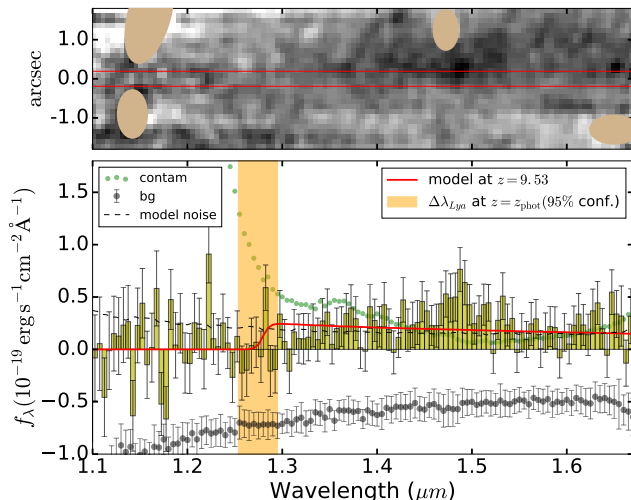 arcsec
1.0
0.0
-1.0
contam
bg
model noise
model at z = 9.53
Δλ_Lya at z = z_phot (95% conf.)
f_λ (10⁻¹⁹ erg s⁻¹ cm⁻² Å⁻¹)
1.5
1.0
0.5
0.0
−0.5
−1.0
1.1 1.2 1.3 1.4 1.5 1.6
Wavelength (μm)